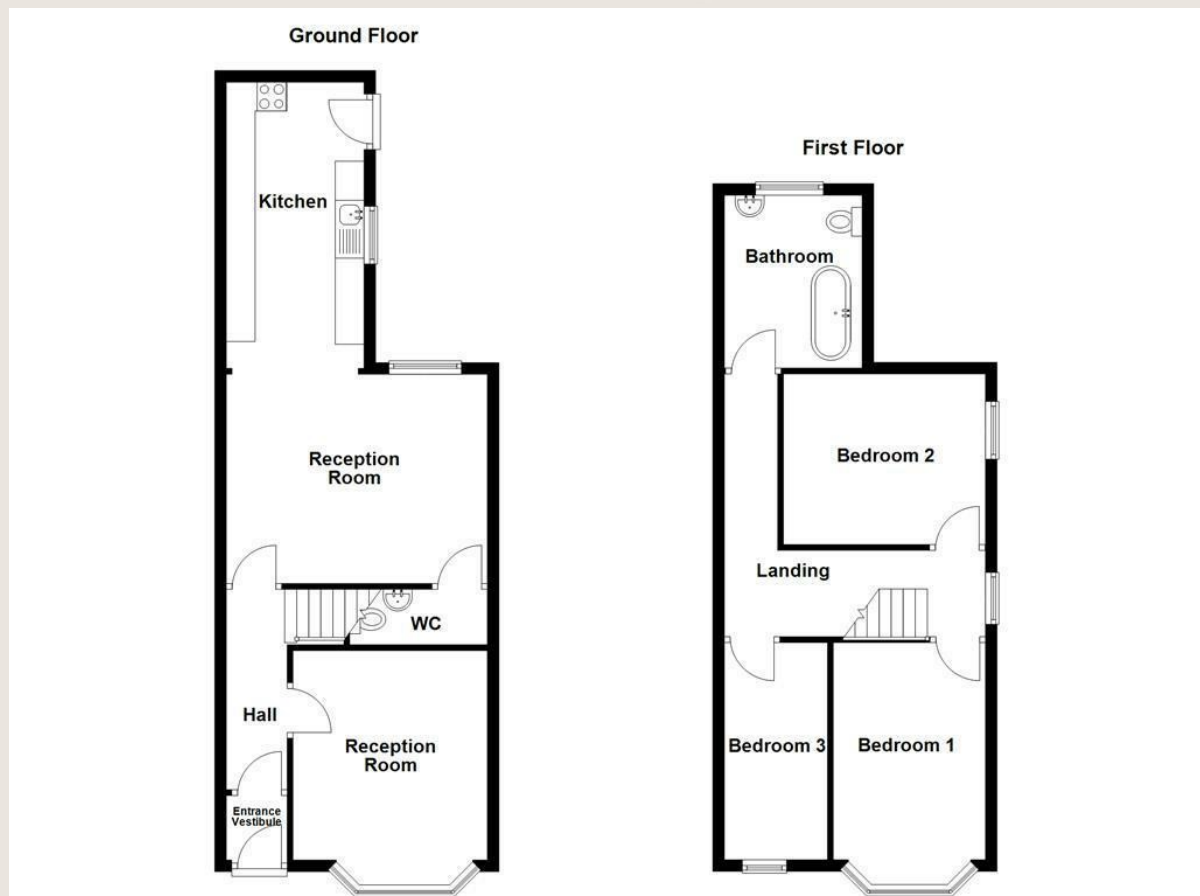 Ground Floor
Kitchen
Reception
Room
WC
Hall
Reception
Room
Entrance
Vestibule
First Floor
Bathroom
Bedroom 2
Landing
Bedroom 3
Bedroom 1